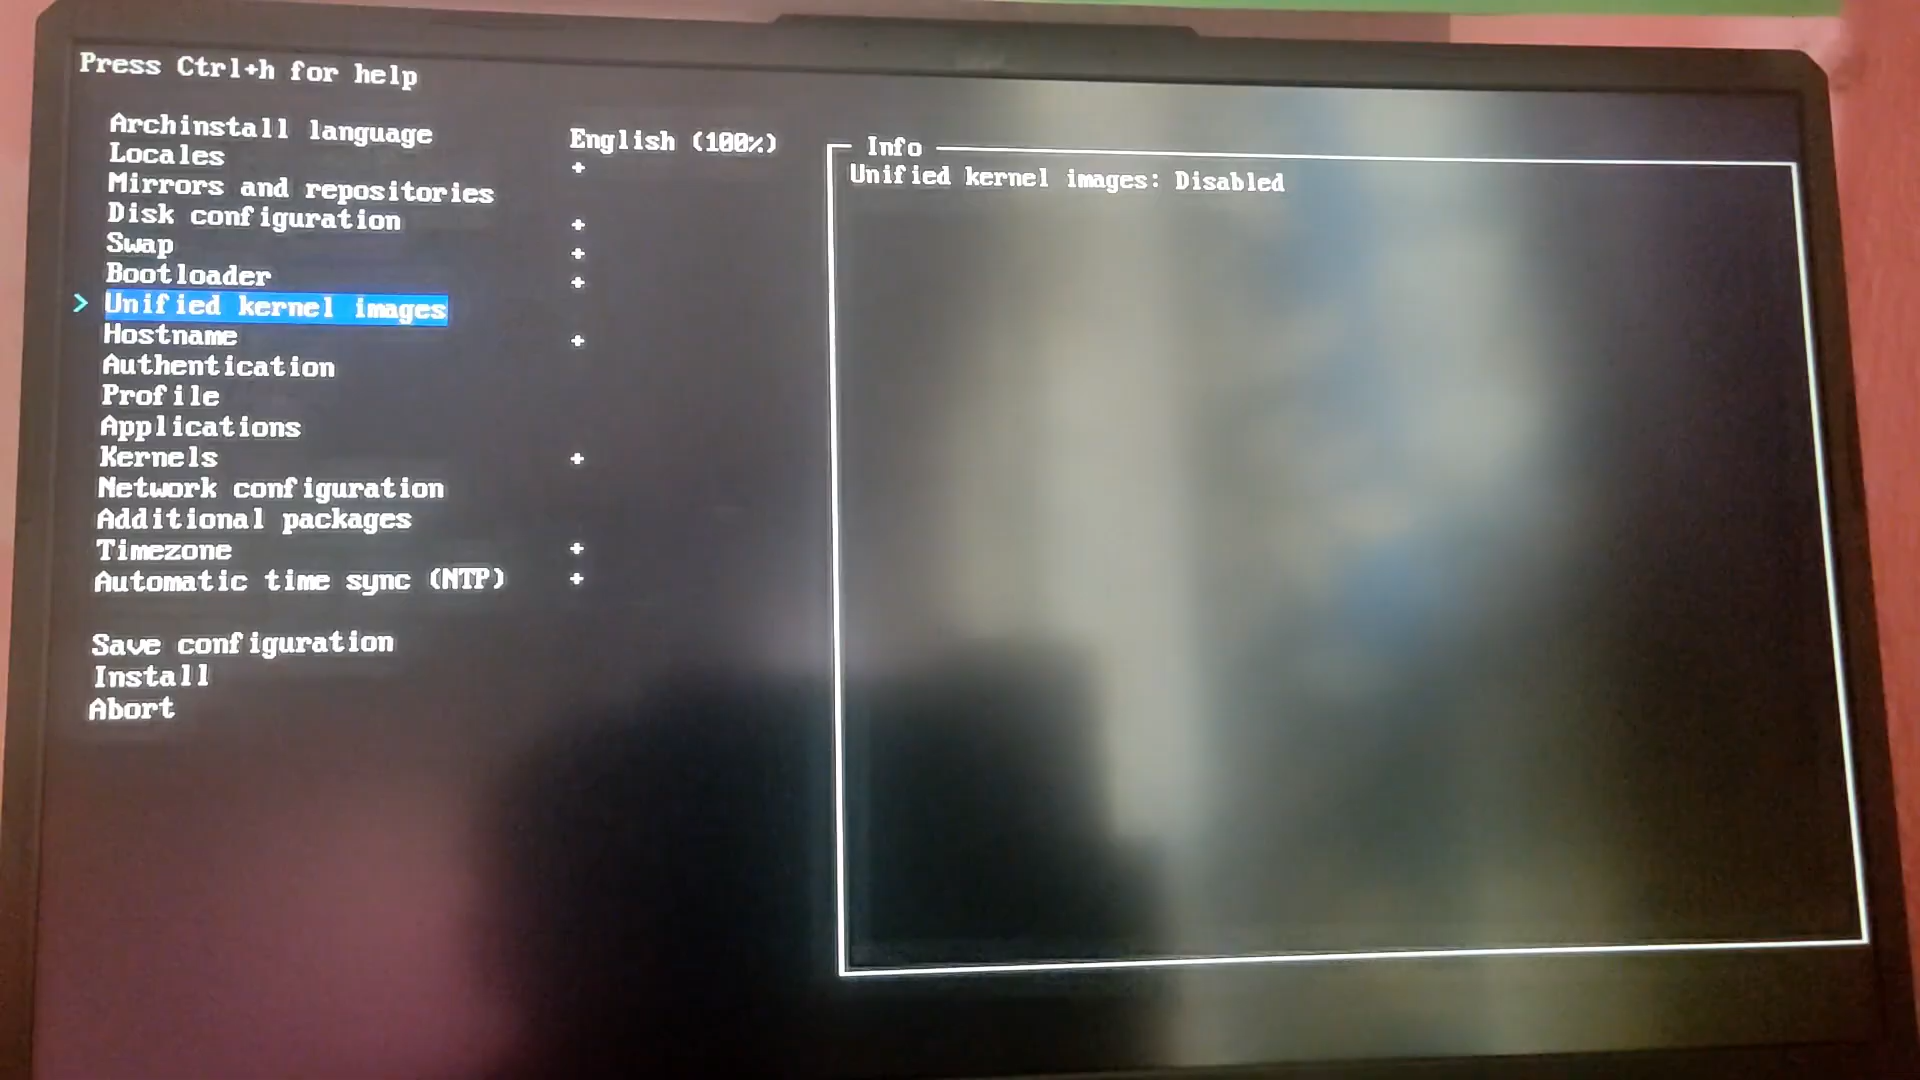 Press Ctrl+h for help
Archinstall language English (100%)
Locales +
Mirrors and repositories
Disk configuration +
Swap +
Bootloader +
> Unified kernel images
Hostname +
Authentication
Profile
Applications
Kernels +
Network configuration
Additional packages
Timezone +
Automatic time sync (NTP) +
Save configuration
Install
Abort
Info
Unified kernel images: Disabled